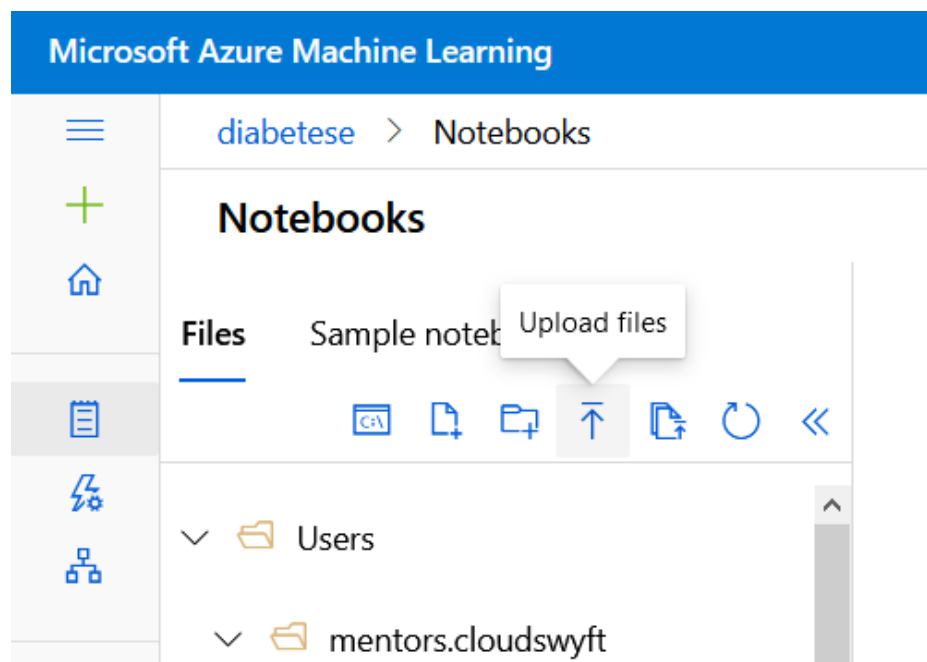 Microsoft Azure Machine Learning
diabetese > Notebooks
Notebooks
Upload files
Files Sample noteb
C:\
Users
mentors.cloudswyft